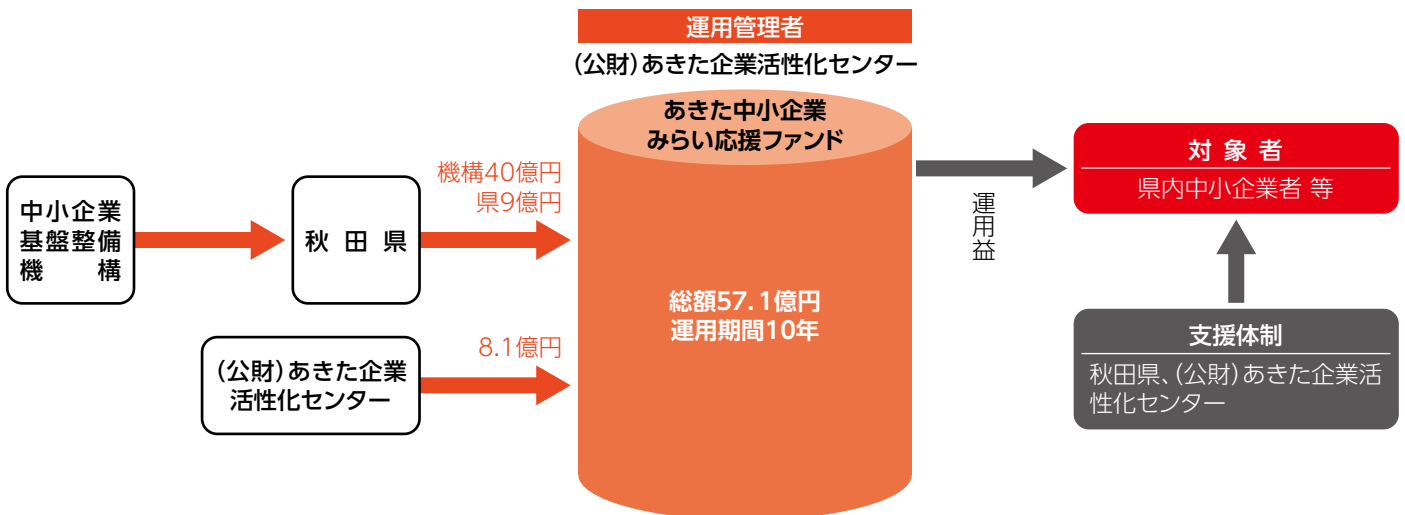 運用管理者
(公財)あきた企業活性化センター
あきた中小企業
みらい応援ファンド
中小企業
基盤整備
機構
秋田県
機構40億円
県9億円
(公財)あきた企業
活性化センター
8.1億円
総額57.1億円
運用期間10年
運用益
対象者
県内中小企業者 等
支援体制
秋田県、(公財)あきた企業活
性化センター